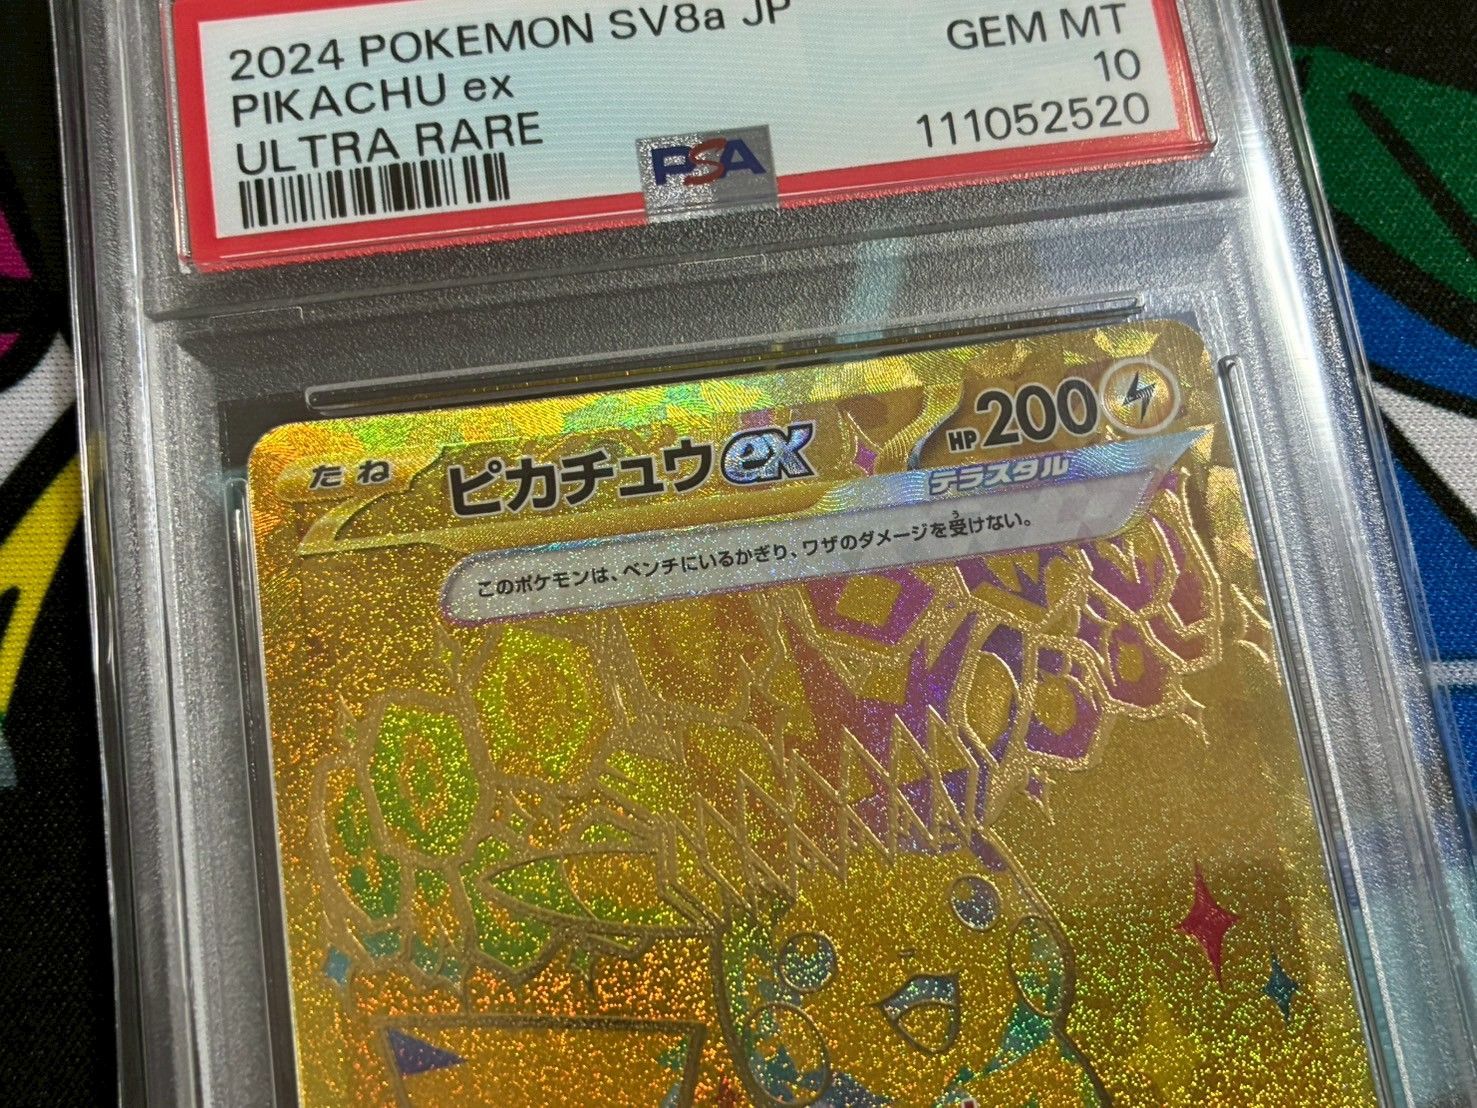 2024 POKEMON SV8a JP
PIKACHU ex
ULTRA RARE
GEM MT
10
111052520
PSA
たね
ピカチュウex
HP200
テラスタル
このポケモンは、ベンチにいるかぎり、ワザのダメージを受けない。